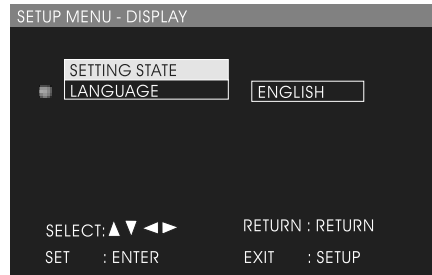 SETUP MENU - DISPLAY
SETTING STATE
LANGUAGE ENGLISH
SELECT:▲▼◄► RETURN : RETURN
SET : ENTER EXIT : SETUP